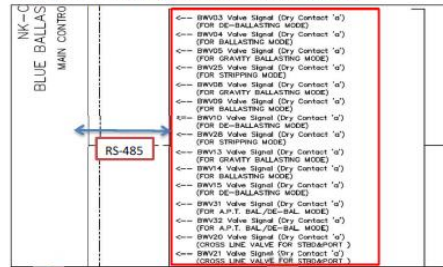 NK-C
BLUE BALLAS
MAIN CONTRO
RS-485
<-- BWV03 Valve Signal (Dry Contact 'a')
(FOR DE-BALLASTING MODE)
<-- BWV04 Valve Signal (Dry Contact 'a')
(FOR BALLASTING MODE)
<-- BWV05 Valve Signal (Dry Contact 'a')
(FOR GRAVITY BALLASTING MODE)
<-- BWV25 Valve Signal (Dry Contact 'a')
(FOR STRIPPING MODE)
<-- BWV08 Valve Signal (Dry Contact 'a')
(FOR GRAVITY BALLASTING MODE)
<-- BWV09 Valve Signal (Dry Contact 'a')
(FOR BALLASTING MODE)
<-- BWV10 Valve Signal (Dry Contact 'a')
(FOR DE-BALLASTING MODE)
<-- BWV28 Valve Signal (Dry Contact 'a')
(FOR STRIPPING MODE)
<-- BWV13 Valve Signal (Dry Contact 'a')
(FOR GRAVITY BALLASTING MODE)
<-- BWV14 Valve Signal (Dry Contact 'a')
(FOR BALLASTING MODE)
<-- BWV15 Valve Signal (Dry Contact 'a')
(FOR DE-BALLASTING MODE)
<-- BWV31 Valve Signal (Dry Contact 'a')
(FOR A.P.T. BAL./DE-BAL. MODE)
<-- BWV32 Valve Signal (Dry Contact 'a')
(FOR A.P.T. BAL./DE-BAL. MODE)
<-- BWV20 Valve Signal (Dry Contact 'a')
(CROSS LINE VALVE FOR STBD&PORT )
<-- BWV21 Valve Signal (Dry Contact 'a')
(CROSS LINE VALVE FOR STBD&PORT )